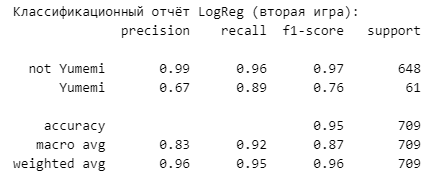 Классификационный отчёт LogReg (вторая игра):
precision recall f1-score support
not Yumemi 0.99 0.96 0.97 648
Yumemi 0.67 0.89 0.76 61
accuracy 0.95 709
macro avg 0.83 0.92 0.87 709
weighted avg 0.96 0.95 0.96 709